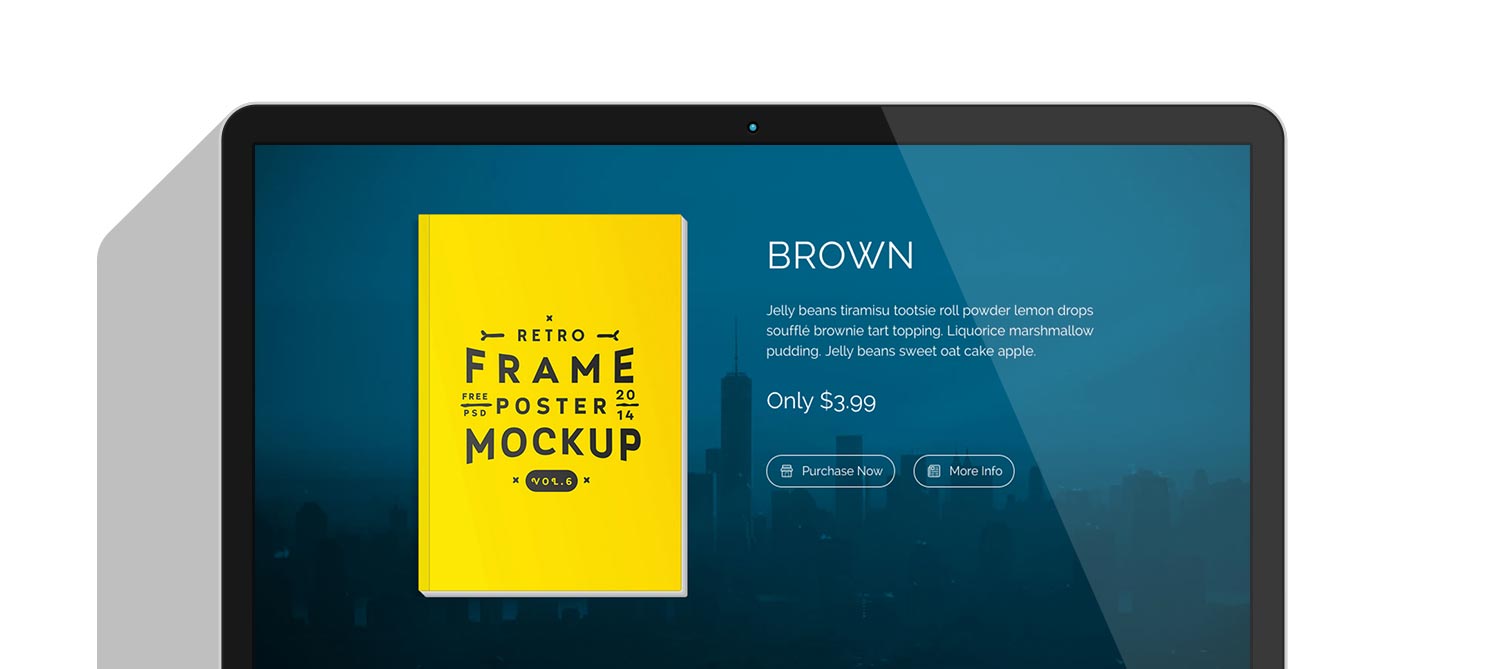 RETRO
FRAME
FREE PSD POSTER 20 14
MOCKUP
VOL.6
BROWN
Jelly beans tiramisu tootsie roll powder lemon drops
soufflé brownie tart topping. Liquorice marshmallow
pudding. Jelly beans sweet oat cake apple.
Only $3.99
Purchase Now
More Info